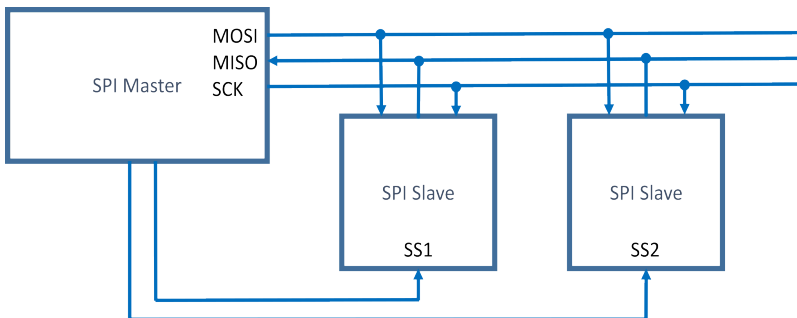 MOSI
MISO
SPI Master
SCK
SPI Slave
SPI Slave
SS1
SS2